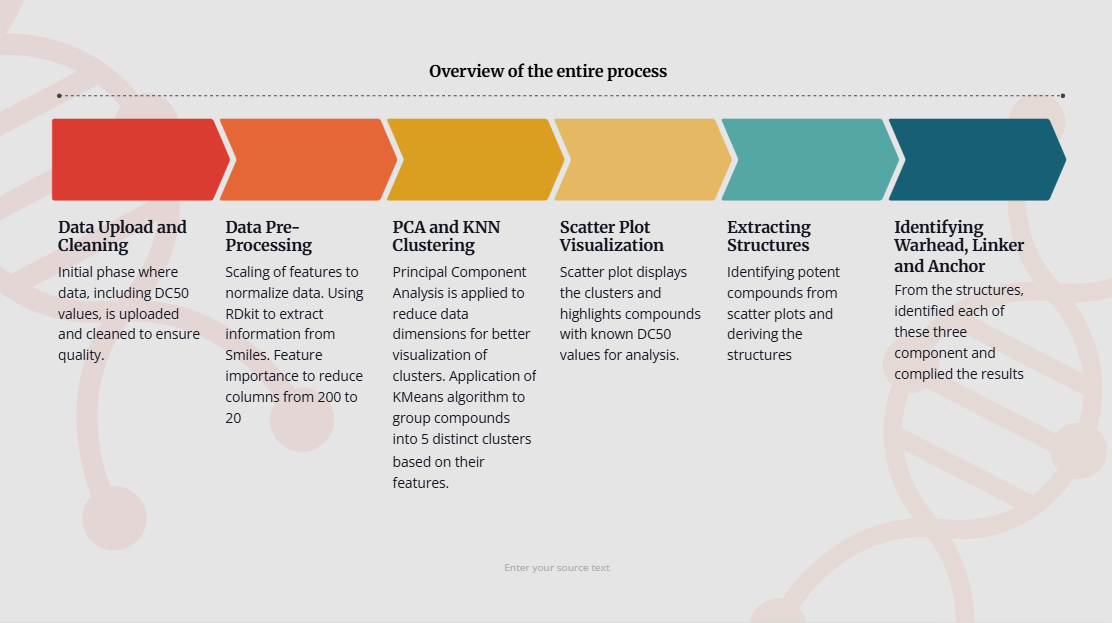 Overview of the entire process
Data Upload and
Cleaning
Initial phase where
data, including DC50
values, is uploaded
and cleaned to ensure
quality.
Data Pre-
Processing
Scaling of features to
normalize data. Using
RDkit to extract
information from
Smiles. Feature
importance to reduce
columns from 200 to
20
PCA and KNN
Clustering
Principal Component
Analysis is applied to
reduce data
dimensions for better
visualization of
clusters. Application of
KMeans algorithm to
group compounds
into 5 distinct clusters
based on their
features.
Scatter Plot
Visualization
Scatter plot displays
the clusters and
highlights compounds
with known DC50
values for analysis.
Extracting
Structures
Identifying potent
compounds from
scatter plots and
deriving the
structures
Identifying
Warhead, Linker
and Anchor
From the structures,
identified each of
these three
component and
complied the results
Enter your source text